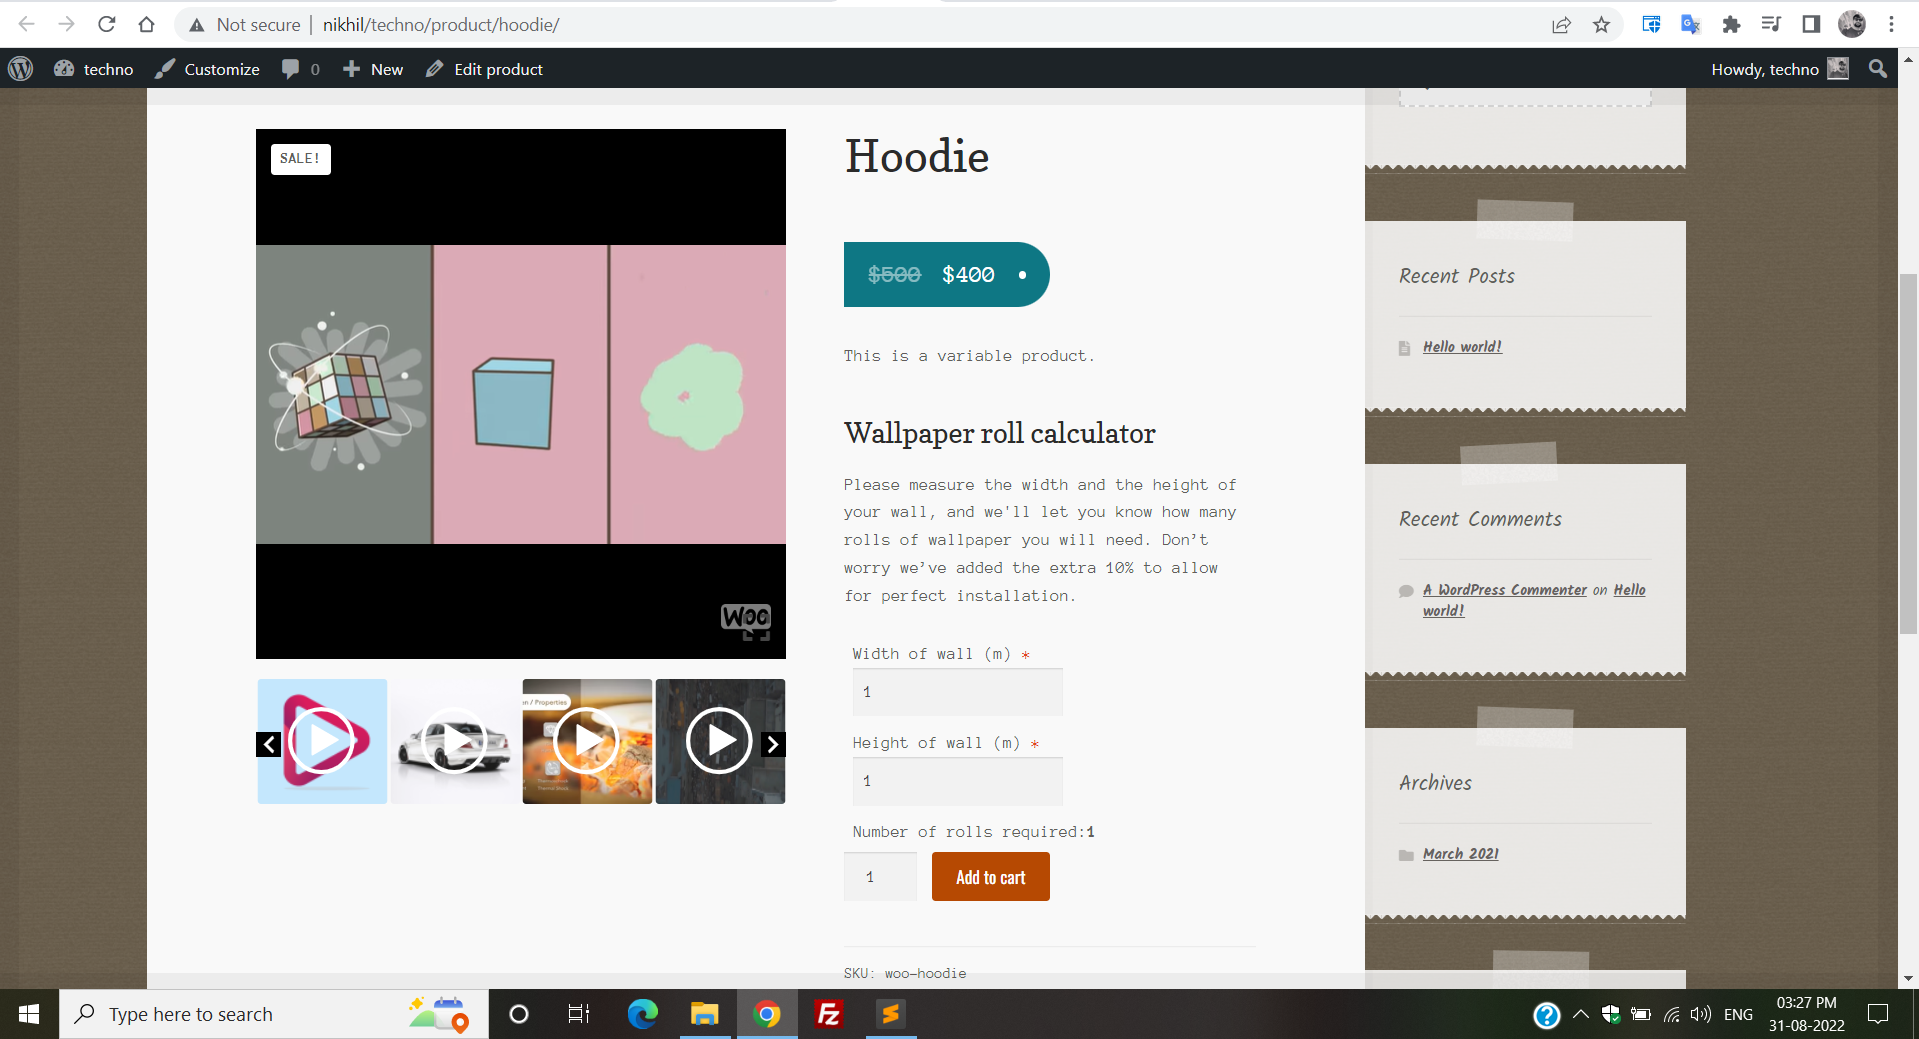 Not secure | nikhil/techno/product/hoodie/
techno
Customize
0
New
Edit product
Howdy, techno
SALE!
Woo
en / Properties
Hoodie
$500 $400
This is a variable product.
Wallpaper roll calculator
Please measure the width and the height of
your wall, and we'll let you know how many
rolls of wallpaper you will need. Don’t
worry we’ve added the extra 10% to allow
for perfect installation.
Width of wall (m) *
1
Height of wall (m) *
1
Number of rolls required:1
1
Add to cart
SKU: woo-hoodie
Recent Posts
Hello world!
Recent Comments
A WordPress Commenter on Hello
world!
Archives
March 2021
Type here to search
Fz
ENG
03:27 PM
31-08-2022